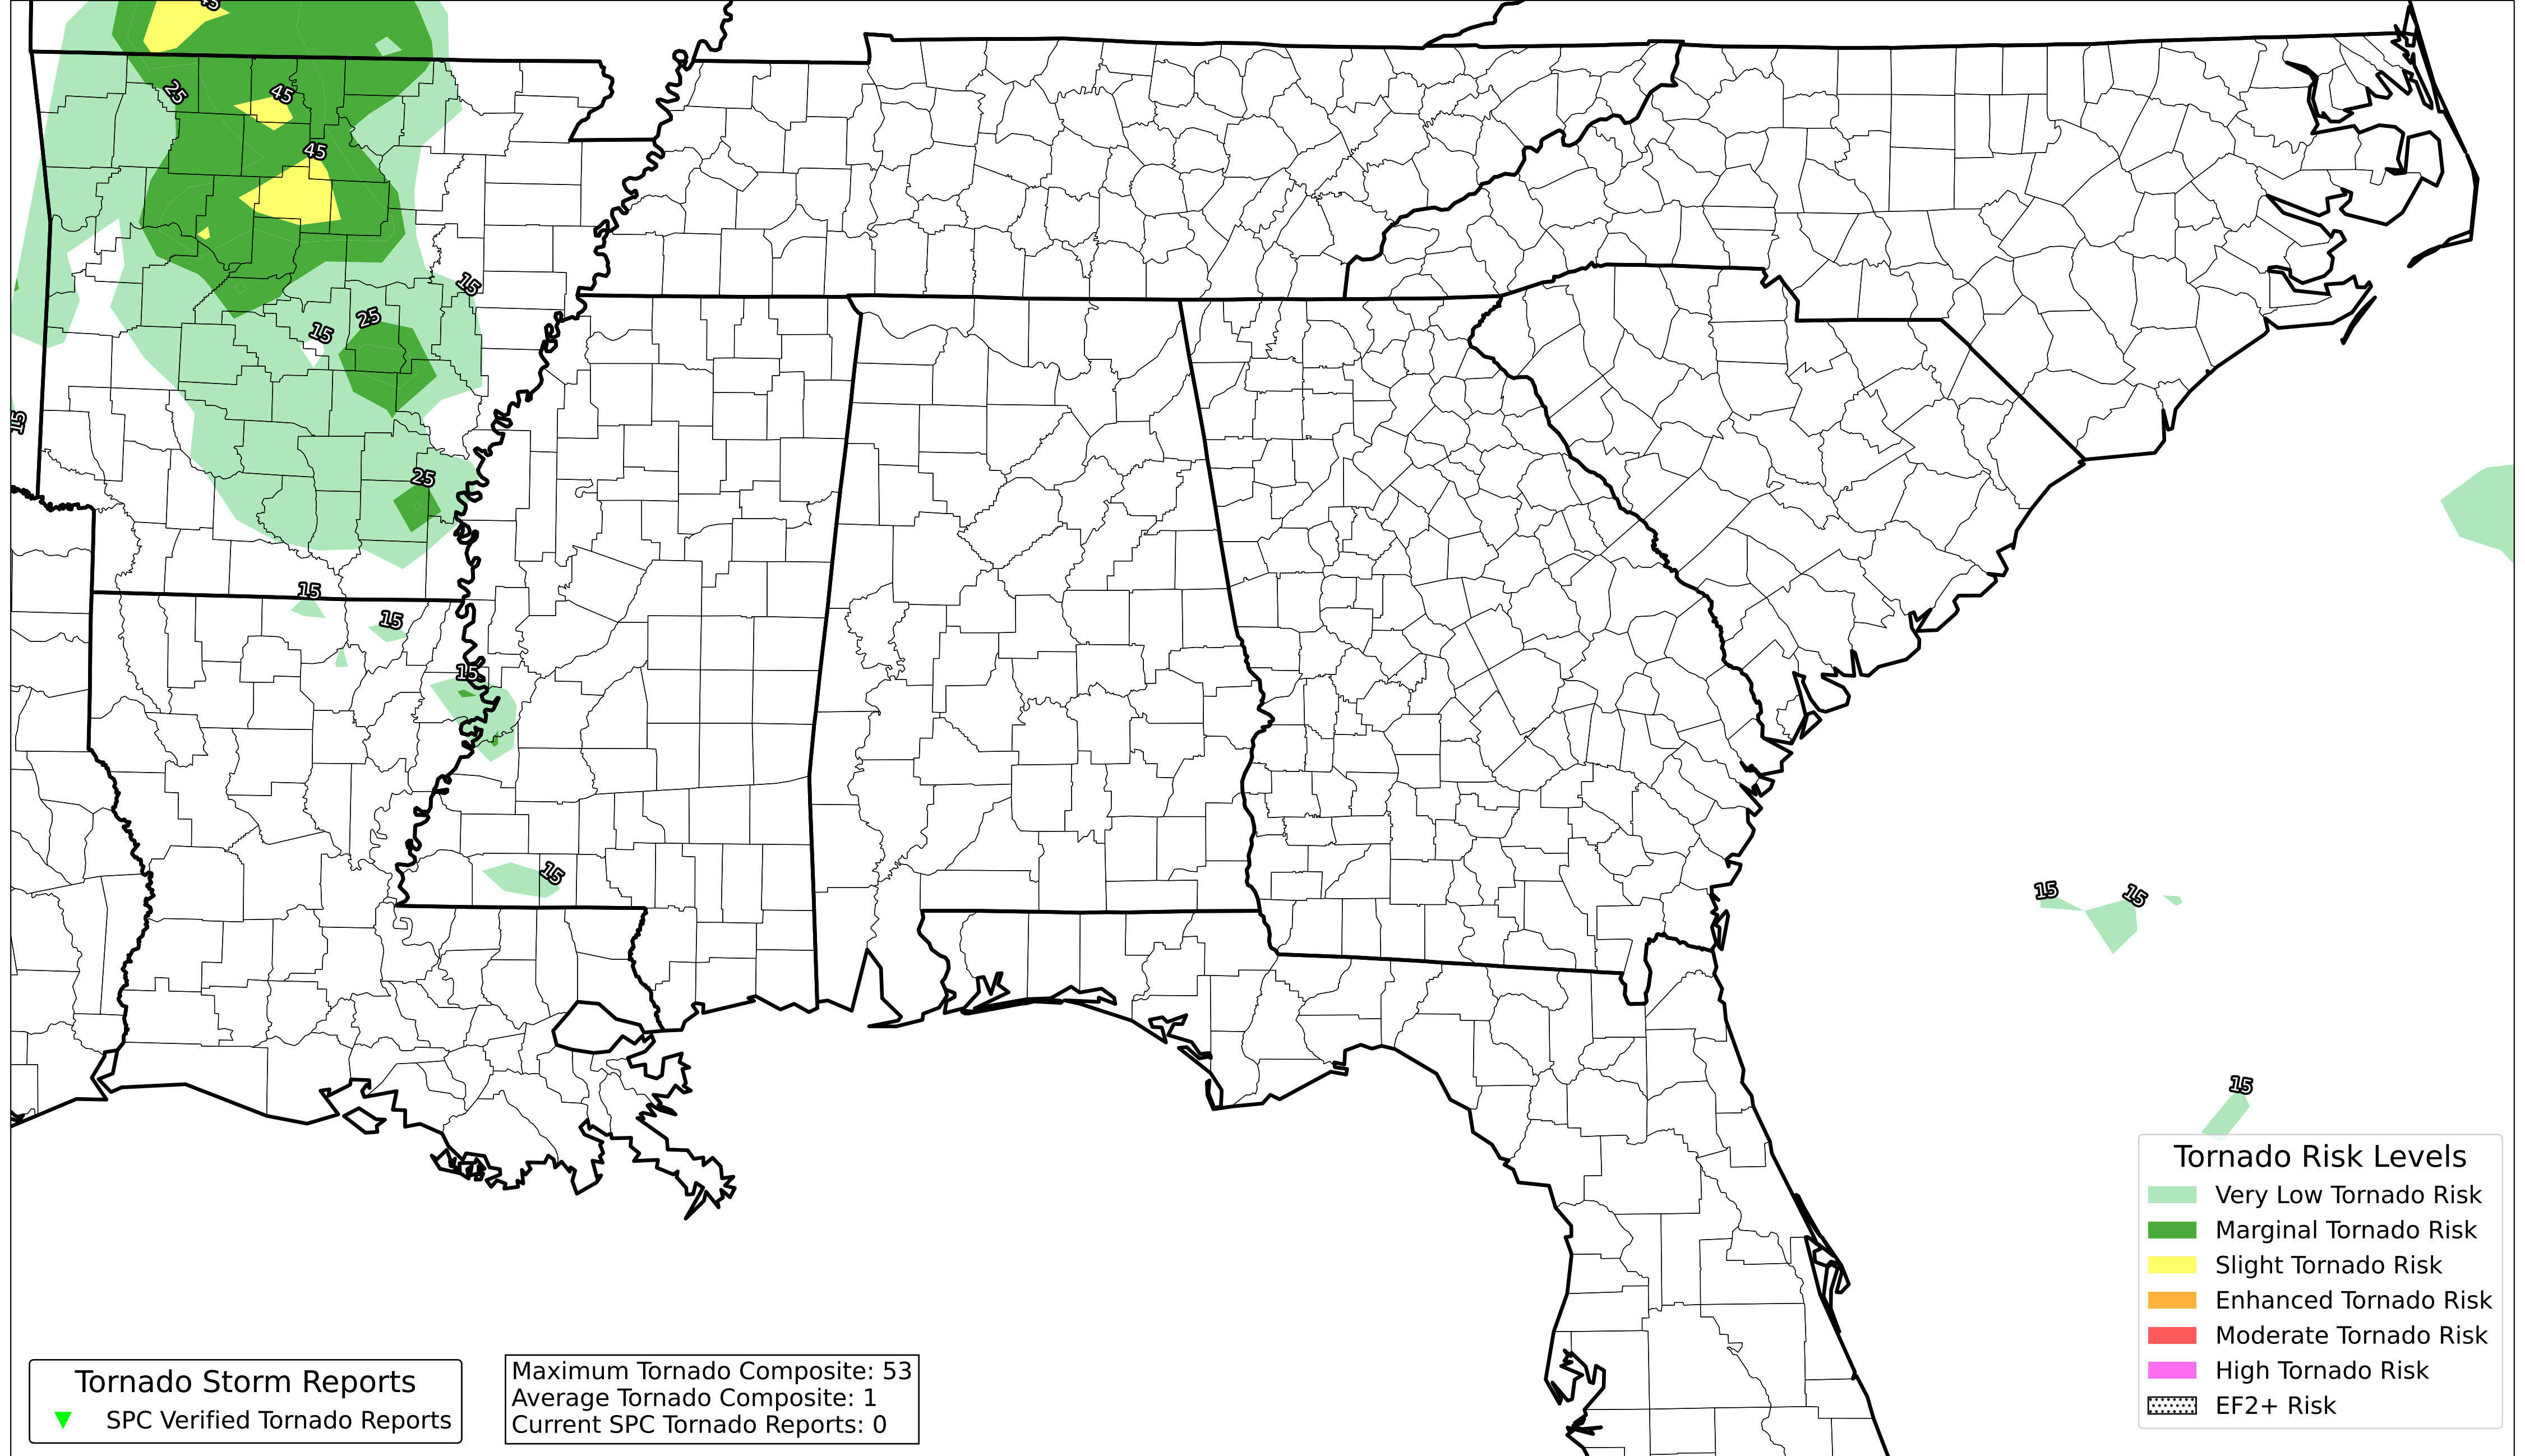 45
25
45
45
15
15
25
15
25
15
15
15
15
15
15
15
Tornado Risk Levels
Very Low Tornado Risk
Marginal Tornado Risk
Slight Tornado Risk
Enhanced Tornado Risk
Moderate Tornado Risk
High Tornado Risk
EF2+ Risk
Tornado Storm Reports
SPC Verified Tornado Reports
Maximum Tornado Composite: 53
Average Tornado Composite: 1
Current SPC Tornado Reports: 0